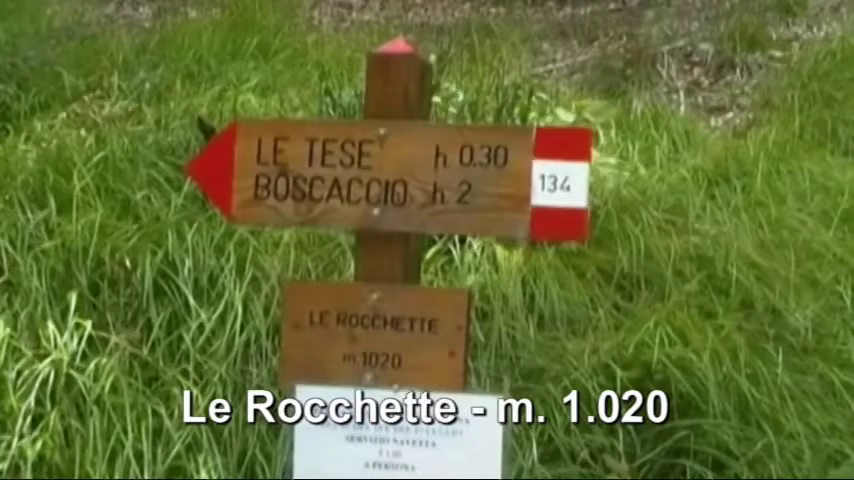 LE TESE h. 0.30
BOSCACCIO h. 2
134
LE ROCCHETTE
m.1020
Le Rocchette - m. 1.020
SERVIZIO NAVETTA
A PERSONA